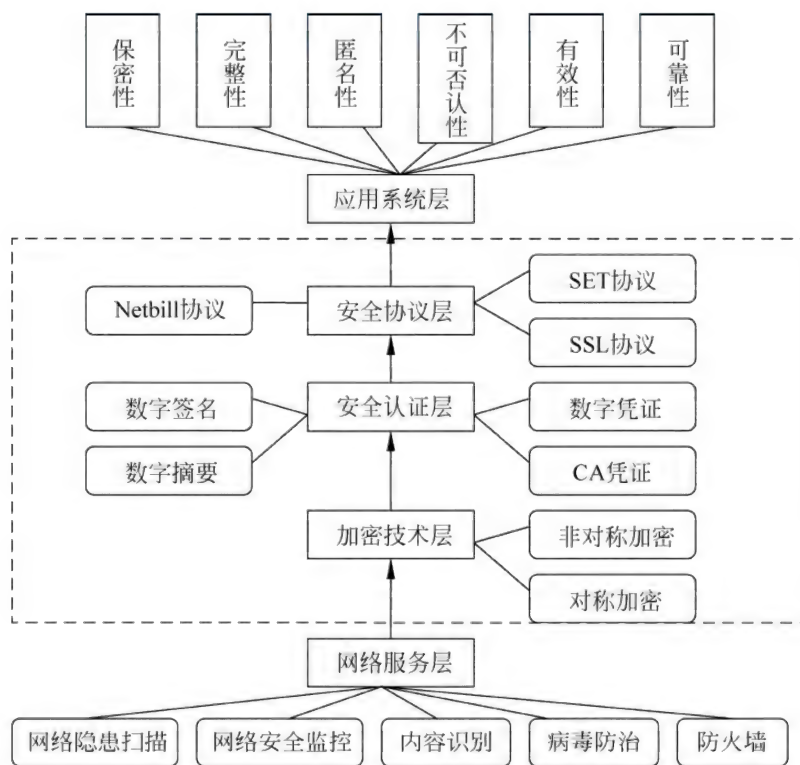 保密性
完整性
匿名性
不可否认性
有效性
可靠性
应用系统层
Netbill协议
安全协议层
SET协议
SSL协议
数字签名
安全认证层
数字凭证
数字摘要
CA凭证
加密技术层
非对称加密
对称加密
网络服务层
网络隐患扫描
网络安全监控
内容识别
病毒防治
防火墙